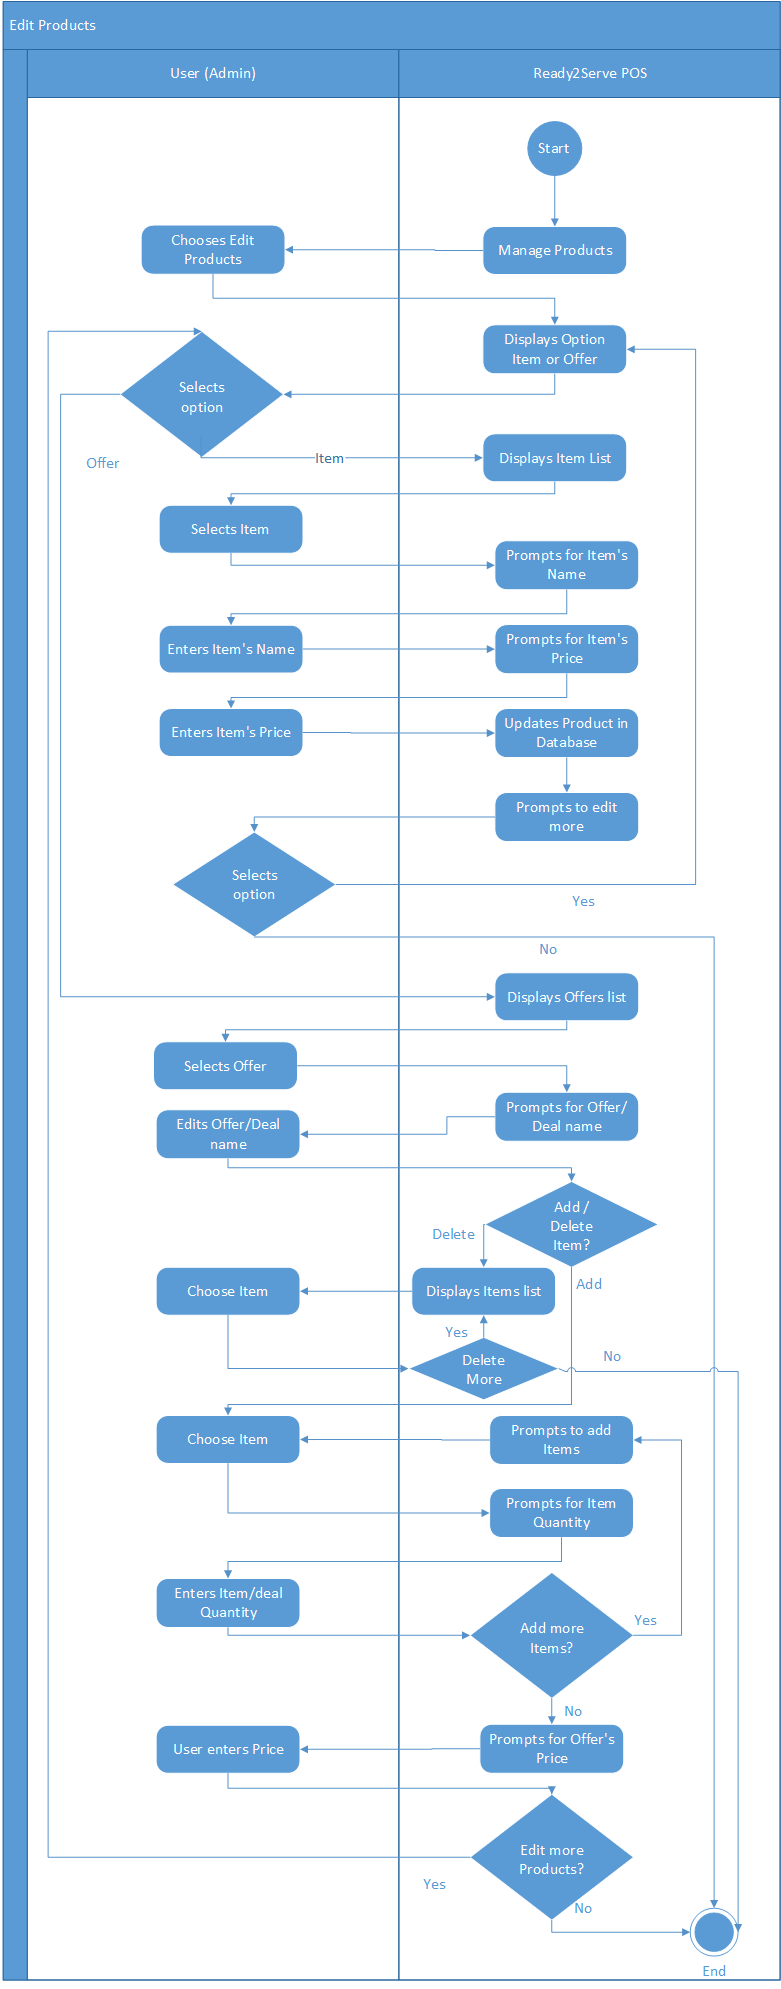 Edit Products
User (Admin)
Ready2Serve POS
Start
Chooses Edit
Products
Manage Products
Displays Option
Item or Offer
Selects
option
Offer
Item
Displays Item List
Selects Item
Prompts for Item's
Name
Enters Item's Name
Prompts for Item's
Price
Enters Item's Price
Updates Product in
Database
Prompts to edit
more
Selects
option
Yes
No
Displays Offers list
Selects Offer
Prompts for Offer/
Deal name
Edits Offer/Deal
name
Add /
Delete
Item?
Delete
Add
Choose Item
Displays Items list
Yes
Delete
More
No
Choose Item
Prompts to add
Items
Prompts for Item
Quantity
Enters Item/deal
Quantity
Add more
Items?
Yes
No
User enters Price
Prompts for Offer's
Price
Edit more
Products?
Yes
No
End